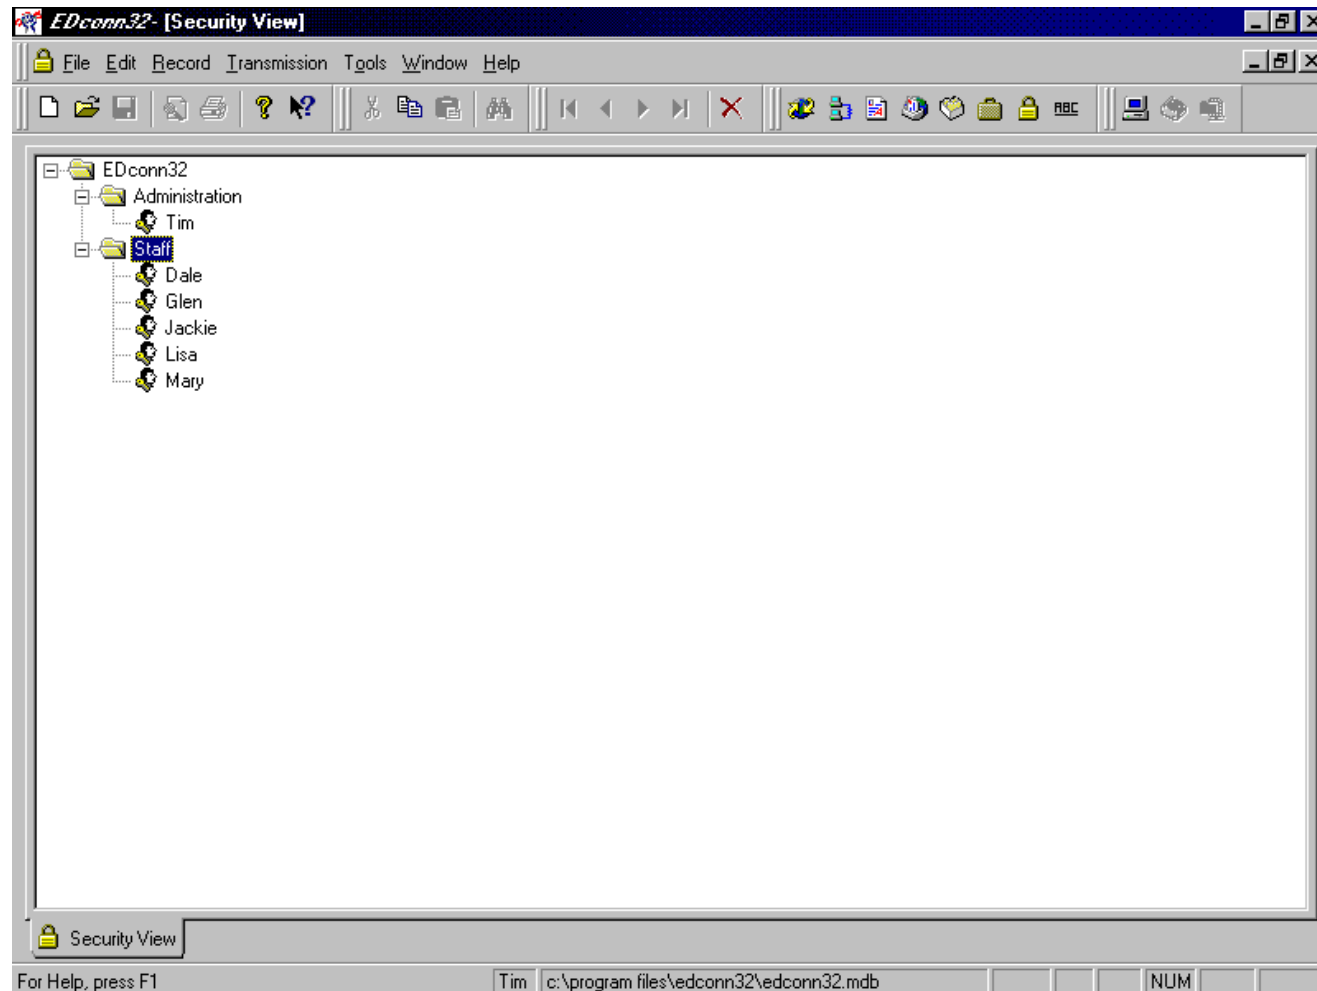 EDconn32- [Security View]
File Edit Record Transmission Tools Window Help
ABC
EDconn32
Administration
Tim
Staff
Dale
Glen
Jackie
Lisa
Mary
Security View
For Help, press F1 Tim c:\program files\edconn32\edconn32.mdb NUM